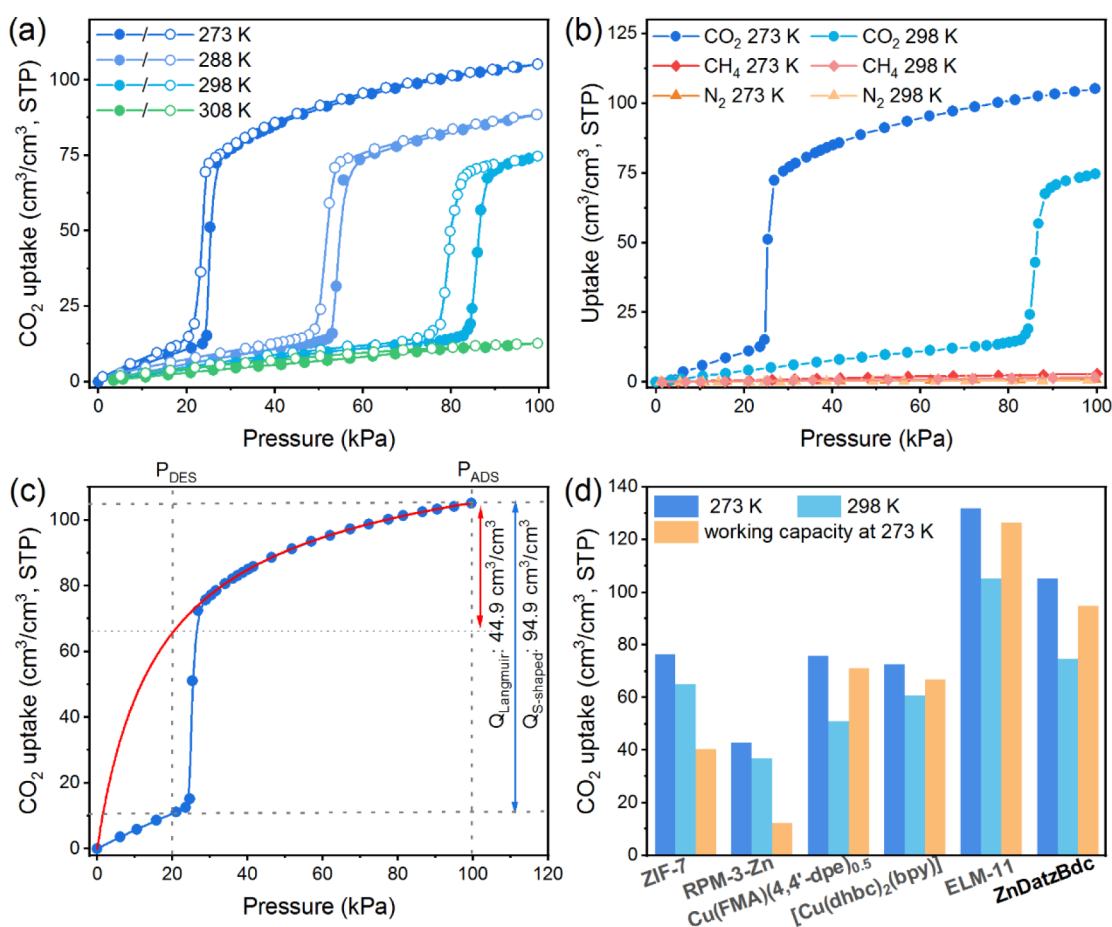 (a)
273 K
288 K
298 K
308 K
100
75
50
25
0
CO₂ uptake (cm³/cm³, STP)
0 20 40 60 80 100
Pressure (kPa)
(b)
CO₂ 273 K CO₂ 298 K
CH₄ 273 K CH₄ 298 K
N₂ 273 K N₂ 298 K
125
100
75
50
25
0
Uptake (cm³/cm³, STP)
0 20 40 60 80 100
Pressure (kPa)
(c)
P_DES P_ADS
100
80
60
40
20
0
CO₂ uptake (cm³/cm³, STP)
Q_Langmuir: 44.9 cm³/cm³
Q_S-shaped: 94.9 cm³/cm³
0 20 40 60 80 100 120
Pressure (kPa)
(d)
273 K 298 K
working capacity at 273 K
140
120
100
80
60
40
20
0
CO₂ uptake (cm³/cm³, STP)
ZIF-7
RPM-3-Zn
Cu(FMA)(4,4'-dpe)₀.₅
[Cu(dhbc)₂(bpy)]
ELM-11
ZnDatzBdc